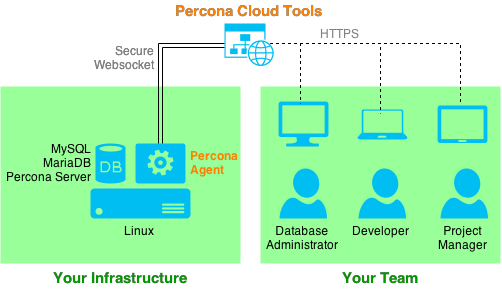 Percona Cloud Tools
HTTPS
Secure
Websocket
MySQL
MariaDB
Percona Server
DB
Percona
Agent
Linux
Database
Administrator
Developer
Project
Manager
Your Infrastructure
Your Team